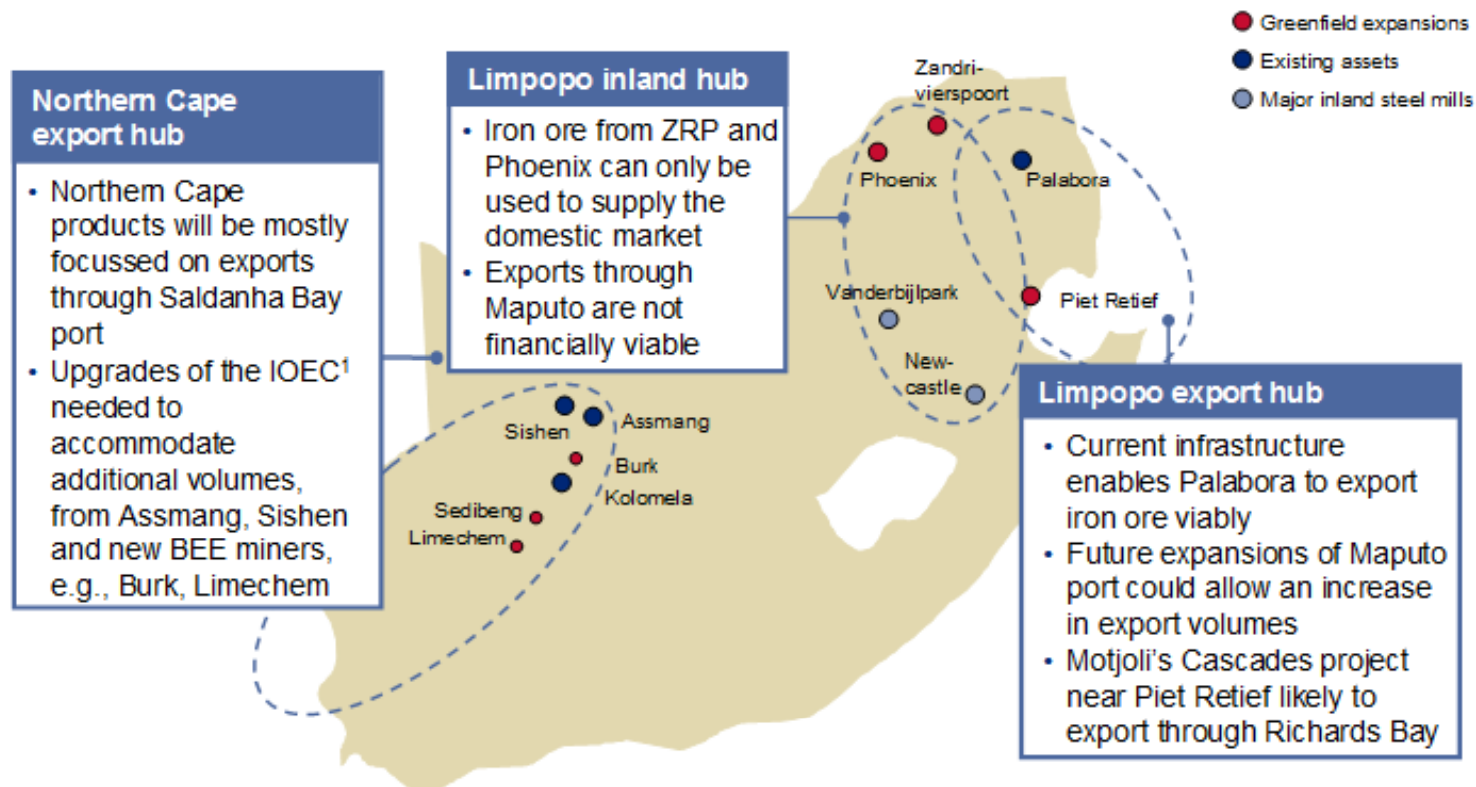 Greenfield expansions
Existing assets
Major inland steel mills
Northern Cape
export hub
• Northern Cape
products will be mostly
focussed on exports
through Saldanha Bay
port
• Upgrades of the IOEC¹
needed to
accommodate
additional volumes,
from Assmang, Sishen
and new BEE miners,
e.g., Burk, Limechem
Limpopo inland hub
• Iron ore from ZRP and
Phoenix can only be
used to supply the
domestic market
• Exports through
Maputo are not
financially viable
Zandri-
vierspoort
Phoenix
Palabora
Vanderbijlpark
Piet Retief
New-
castle
Sishen
Assmang
Burk
Kolomela
Sedibeng
Limechem
Limpopo export hub
• Current infrastructure
enables Palabora to export
iron ore viably
• Future expansions of Maputo
port could allow an increase
in export volumes
• Motjoli's Cascades project
near Piet Retief likely to
export through Richards Bay